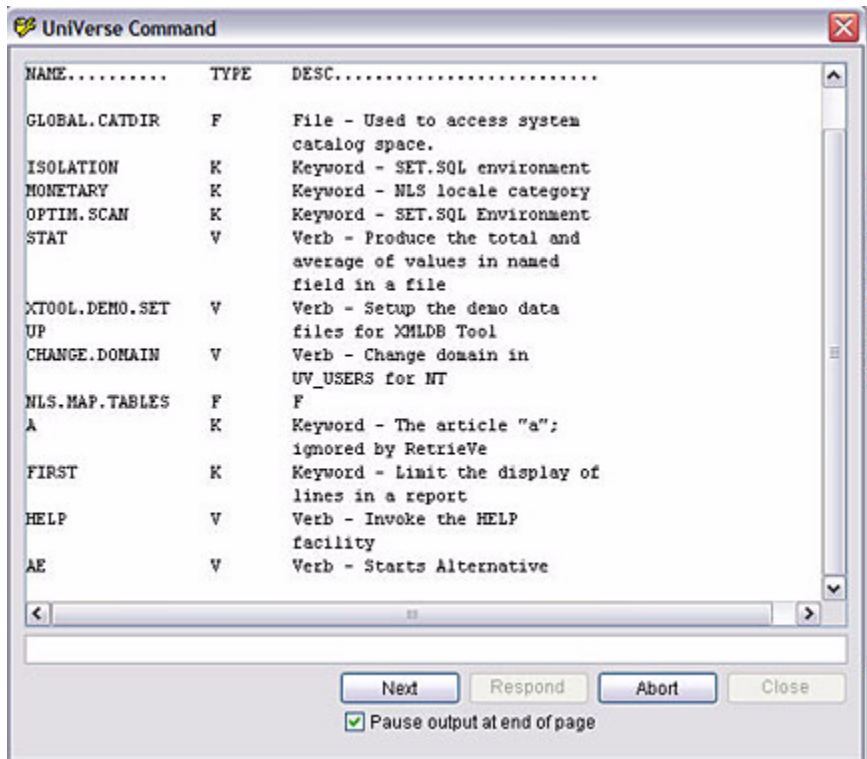 UniVerse Command
NAME.......... TYPE DESC..........................
GLOBAL.CATDIR F File - Used to access system
catalog space.
ISOLATION K Keyword - SET.SQL environment
MONETARY K Keyword - NLS locale category
OPTIM.SCAN K Keyword - SET.SQL Environment
STAT V Verb - Produce the total and
average of values in named
field in a file
XTOOL.DEMO.SET V Verb - Setup the demo data
UP files for XMLDB Tool
CHANGE.DOMAIN V Verb - Change domain in
UV_USERS for NT
NLS.MAP.TABLES F F
A K Keyword - The article "a";
ignored by RetrieVe
FIRST K Keyword - Limit the display of
lines in a report
HELP V Verb - Invoke the HELP
facility
AE V Verb - Starts Alternative
Next Respond Abort Close
Pause output at end of page